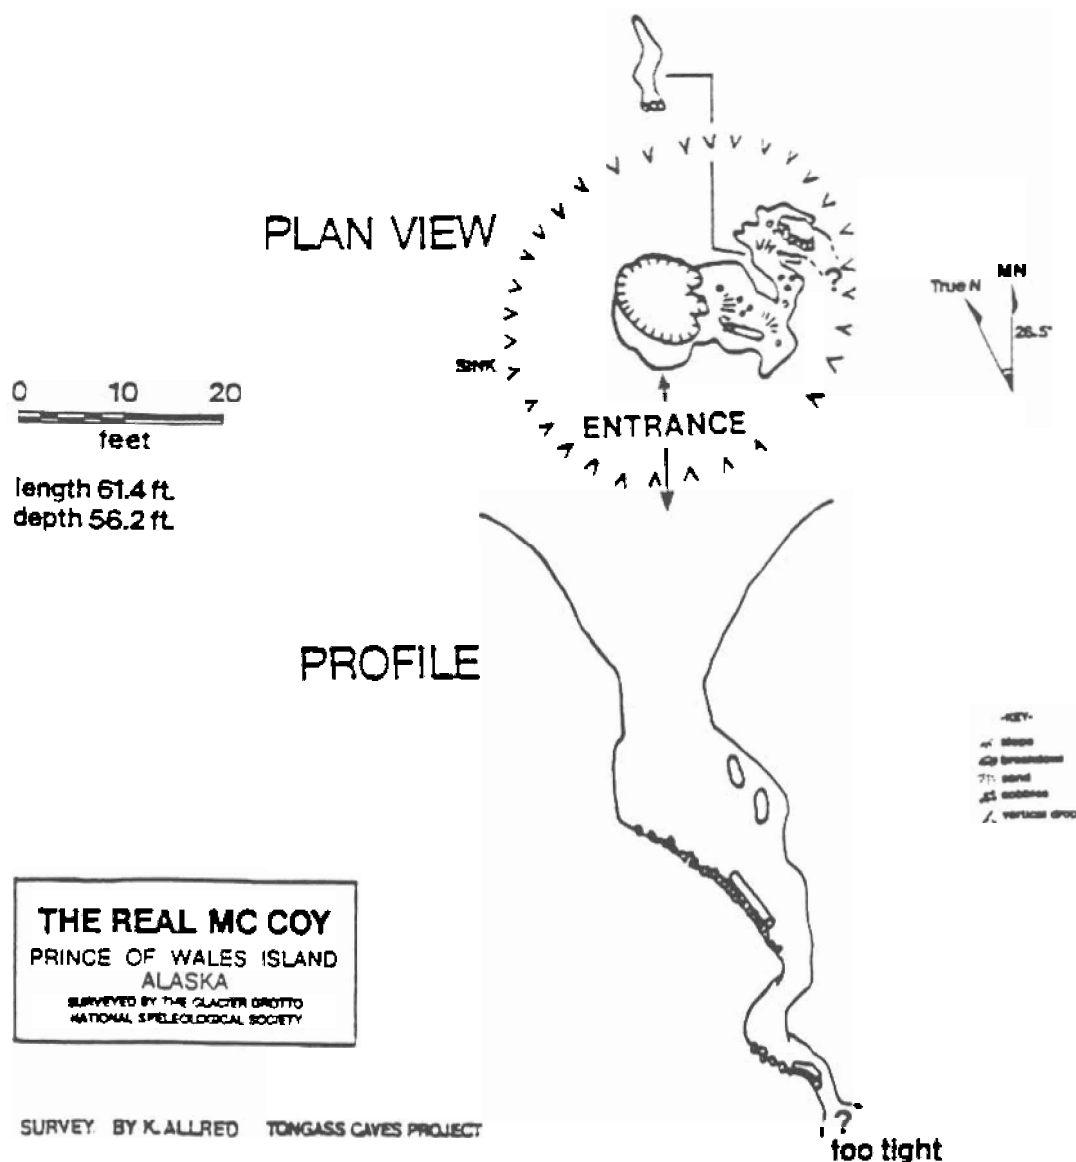 PLAN VIEW
?
True N
MN
26.5°
SINK
0 10 20
feet
ENTRANCE
length 61.4 ft.
depth 56.2 ft.
PROFILE
-KEY-
slope
breakdown
sand
cobbles
vertical drop
THE REAL MC COY
PRINCE OF WALES ISLAND
ALASKA
SURVEYED BY THE GLACIER GROTTO
NATIONAL SPELEOLOGICAL SOCIETY
?
too tight
SURVEY BY K. ALLRED TONGASS CAVES PROJECT